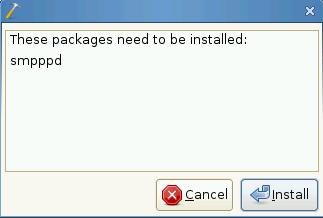 These packages need to be installed:
smpppd
Cancel
Install